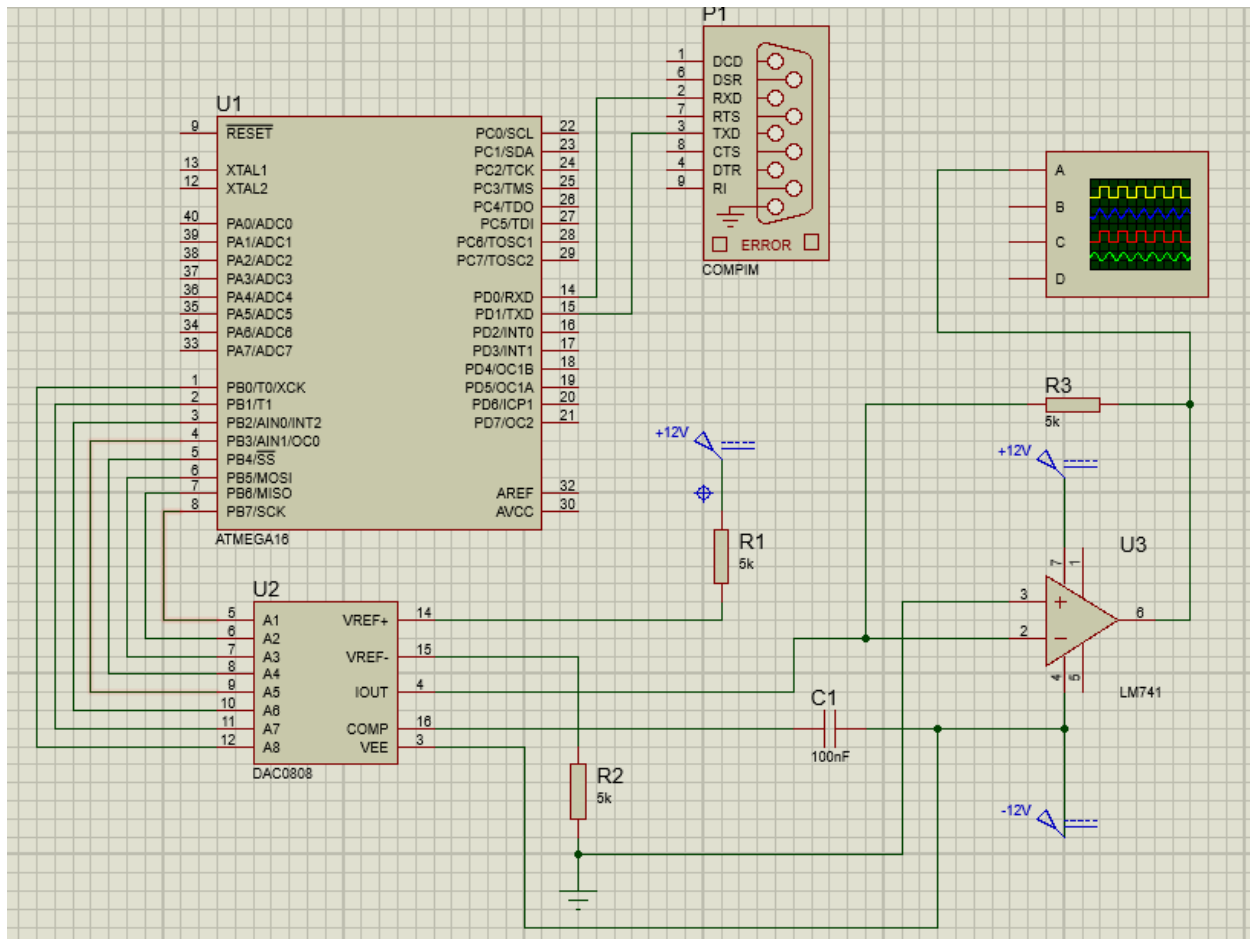 P1
1 DCD
6 DSR
2 RXD
7 RTS
3 TXD
8 CTS
4 DTR
9 RI
ERROR
COMPIM
U1
9 RESET
13 XTAL1
12 XTAL2
40 PA0/ADC0
39 PA1/ADC1
38 PA2/ADC2
37 PA3/ADC3
36 PA4/ADC4
35 PA5/ADC5
34 PA6/ADC6
33 PA7/ADC7
1 PB0/T0/XCK
2 PB1/T1
3 PB2/AIN0/INT2
4 PB3/AIN1/OC0
5 PB4/SS
6 PB5/MOSI
7 PB6/MISO
8 PB7/SCK
PC0/SCL 22
PC1/SDA 23
PC2/TCK 24
PC3/TMS 25
PC4/TDO 26
PC5/TDI 27
PC6/TOSC1 28
PC7/TOSC2 29
PD0/RXD 14
PD1/TXD 15
PD2/INT0 16
PD3/INT1 17
PD4/OC1B 18
PD5/OC1A 19
PD6/ICP1 20
PD7/OC2 21
AREF 32
AVCC 30
ATMEGA16
A
B
C
D
R3
5k
+12V
+12V
R1
5k
U3
7 1
3 +
2 −
6
4 5
LM741
U2
5 A1
6 A2
7 A3
8 A4
9 A5
10 A6
11 A7
12 A8
VREF+ 14
VREF- 15
IOUT 4
COMP 16
VEE 3
DAC0808
C1
100nF
R2
5k
-12V